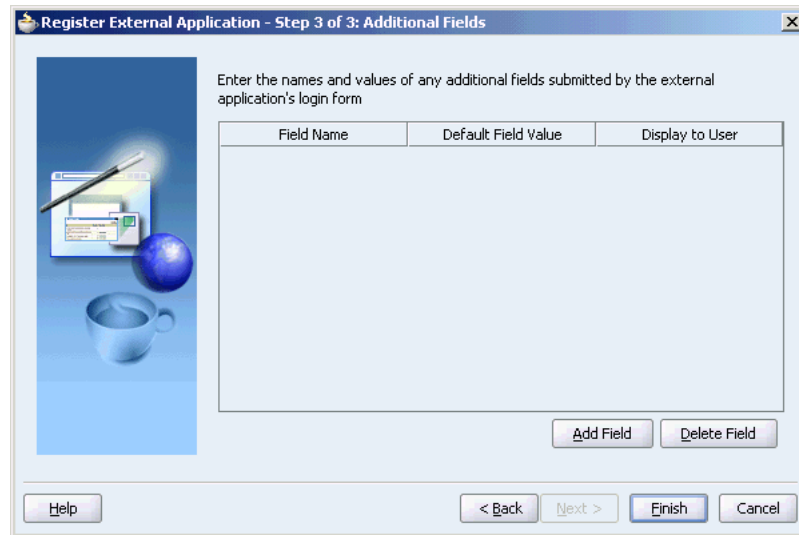 Register External Application - Step 3 of 3: Additional Fields
Enter the names and values of any additional fields submitted by the external
application's login form
Field Name Default Field Value Display to User
Add Field Delete Field
Help < Back Next > Finish Cancel